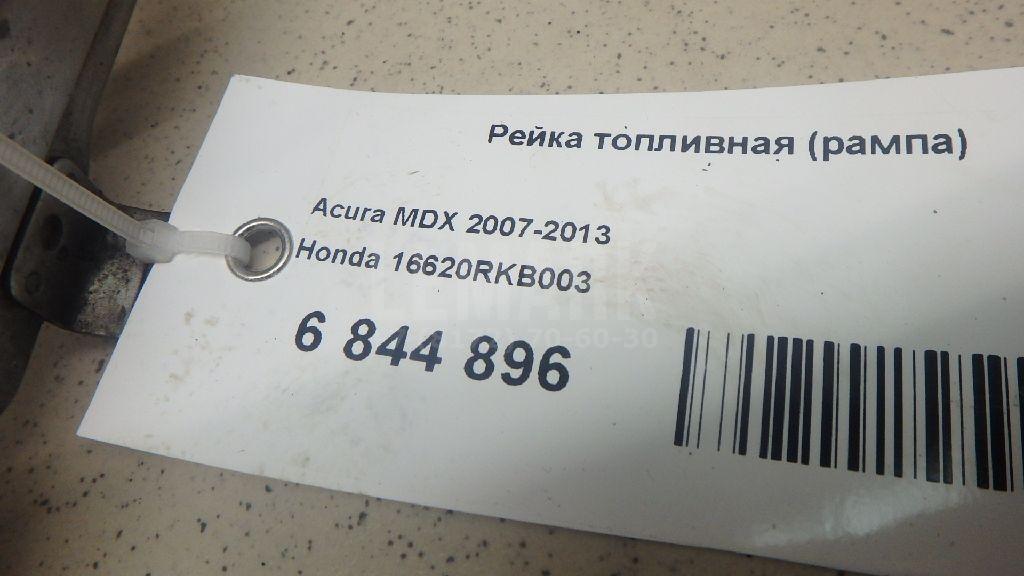 Рейка топливная (рампа)
Acura MDX 2007-2013
Honda 16620RKB003
6 844 896